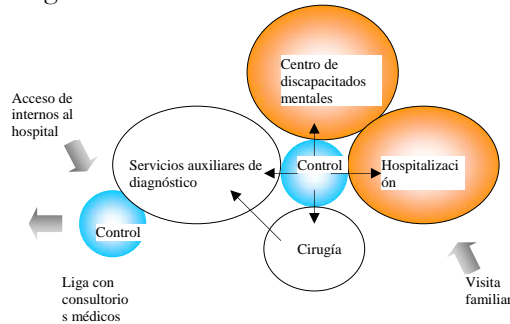 Centro de
discapacitados
mentales
Acceso de
internos al
hospital
Servicios auxiliares de
diagnóstico
Control
Hospitalizaci
ón
Control
Cirugía
Liga con
consultorio
s médicos
Visita
familiar